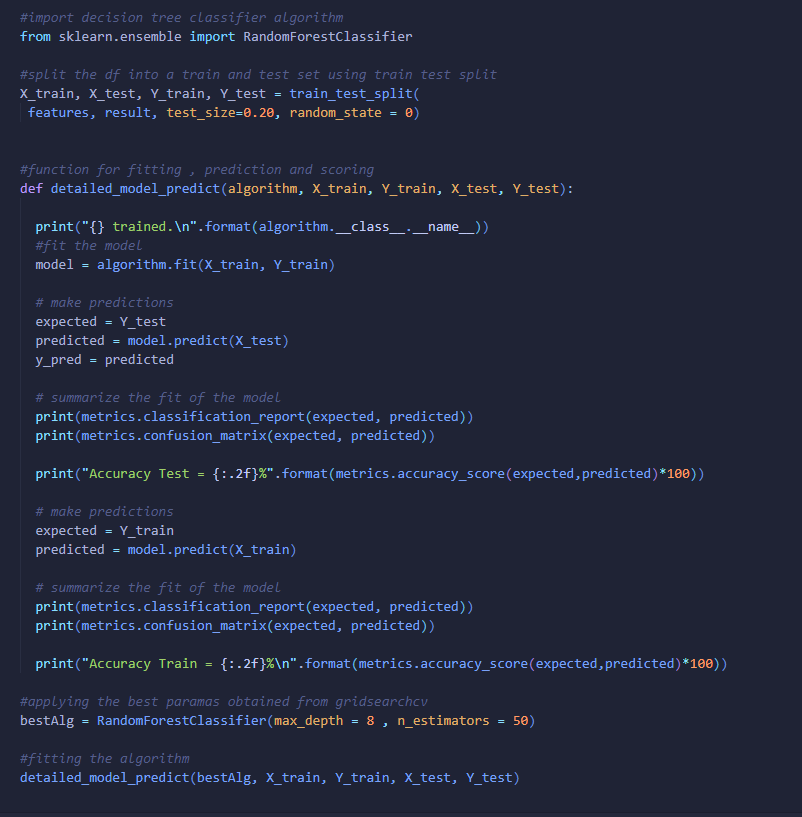 #import decision tree classifier algorithm
from sklearn.ensemble import RandomForestClassifier
#split the df into a train and test set using train test split
X_train, X_test, Y_train, Y_test = train_test_split(
features, result, test_size=0.20, random_state = 0)
#function for fitting , prediction and scoring
def detailed_model_predict(algorithm, X_train, Y_train, X_test, Y_test):
print("{} trained.\n".format(algorithm.__class__.__name__))
#fit the model
model = algorithm.fit(X_train, Y_train)
# make predictions
expected = Y_test
predicted = model.predict(X_test)
y_pred = predicted
# summarize the fit of the model
print(metrics.classification_report(expected, predicted))
print(metrics.confusion_matrix(expected, predicted))
print("Accuracy Test = {:.2f}%".format(metrics.accuracy_score(expected,predicted)*100))
# make predictions
expected = Y_train
predicted = model.predict(X_train)
# summarize the fit of the model
print(metrics.classification_report(expected, predicted))
print(metrics.confusion_matrix(expected, predicted))
print("Accuracy Train = {:.2f}%\n".format(metrics.accuracy_score(expected,predicted)*100))
#applying the best paramas obtained from gridsearchcv
bestAlg = RandomForestClassifier(max_depth = 8 , n_estimators = 50)
#fitting the algorithm
detailed_model_predict(bestAlg, X_train, Y_train, X_test, Y_test)